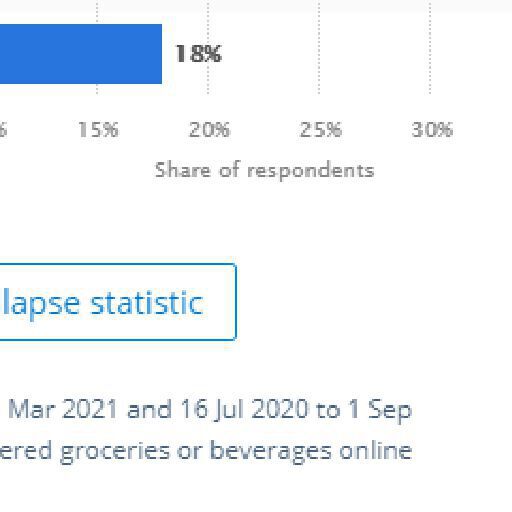 18%
15% 20% 25% 30%
Share of respondents
lapse statistic
Mar 2021 and 16 Jul 2020 to 1 Sep
ered groceries or beverages online